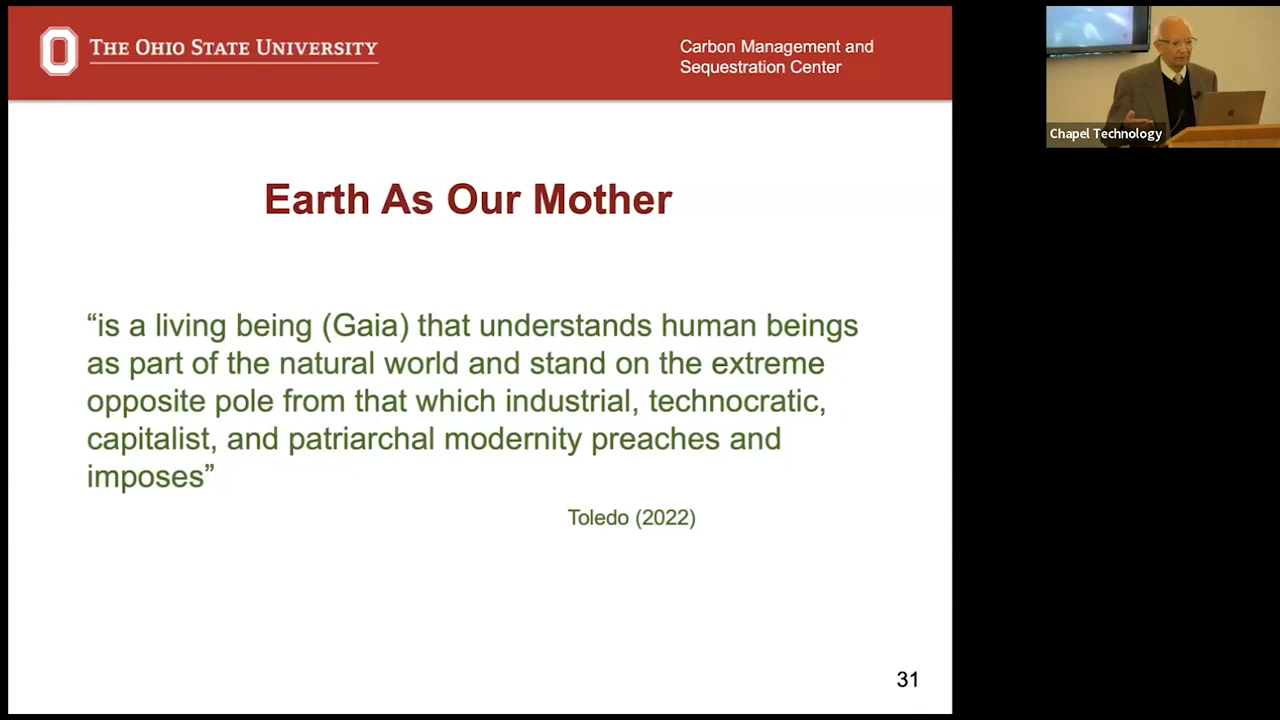 THE OHIO STATE UNIVERSITY
Carbon Management and
Sequestration Center
Chapel Technology
Earth As Our Mother
“is a living being (Gaia) that understands human beings
as part of the natural world and stand on the extreme
opposite pole from that which industrial, technocratic,
capitalist, and patriarchal modernity preaches and
imposes”
Toledo (2022)
31